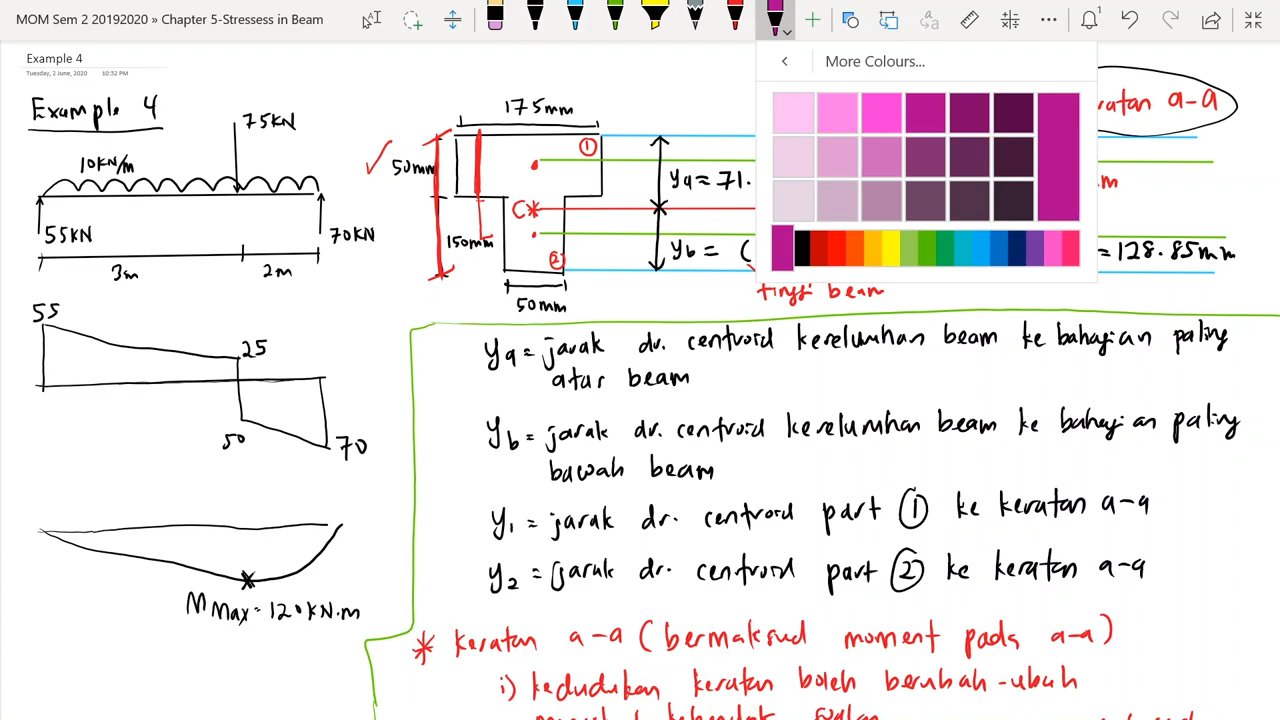 MOM Sem 2 20192020 » Chapter 5-Stressess in Beam
Example 4
Tuesday, 2 June, 2020 10:32 PM
More Colours...
Example 4
75KN
10KN/m
55KN
70KN
3m
2m
175mm
50mm
150mm
50mm
1
2
C
ya = 71.
yb = (
keratan a-a
m
= 128.85mm
tinggi beam
55
25
50
70
M Max = 120KN.m
ya = jarak dr. centroid keseluruhan beam ke bahagian paling
atas beam
yb = jarak dr. centroid keseluruhan beam ke bahagian paling
bawah beam
y1 = jarak dr. centroid part 1 ke keratan a-a
y2 = jarak dr. centroid part 2 ke keratan a-a
* keratan a-a (bermaksud moment pada a-a)
i) kedudukan keratan boleh berubah-ubah